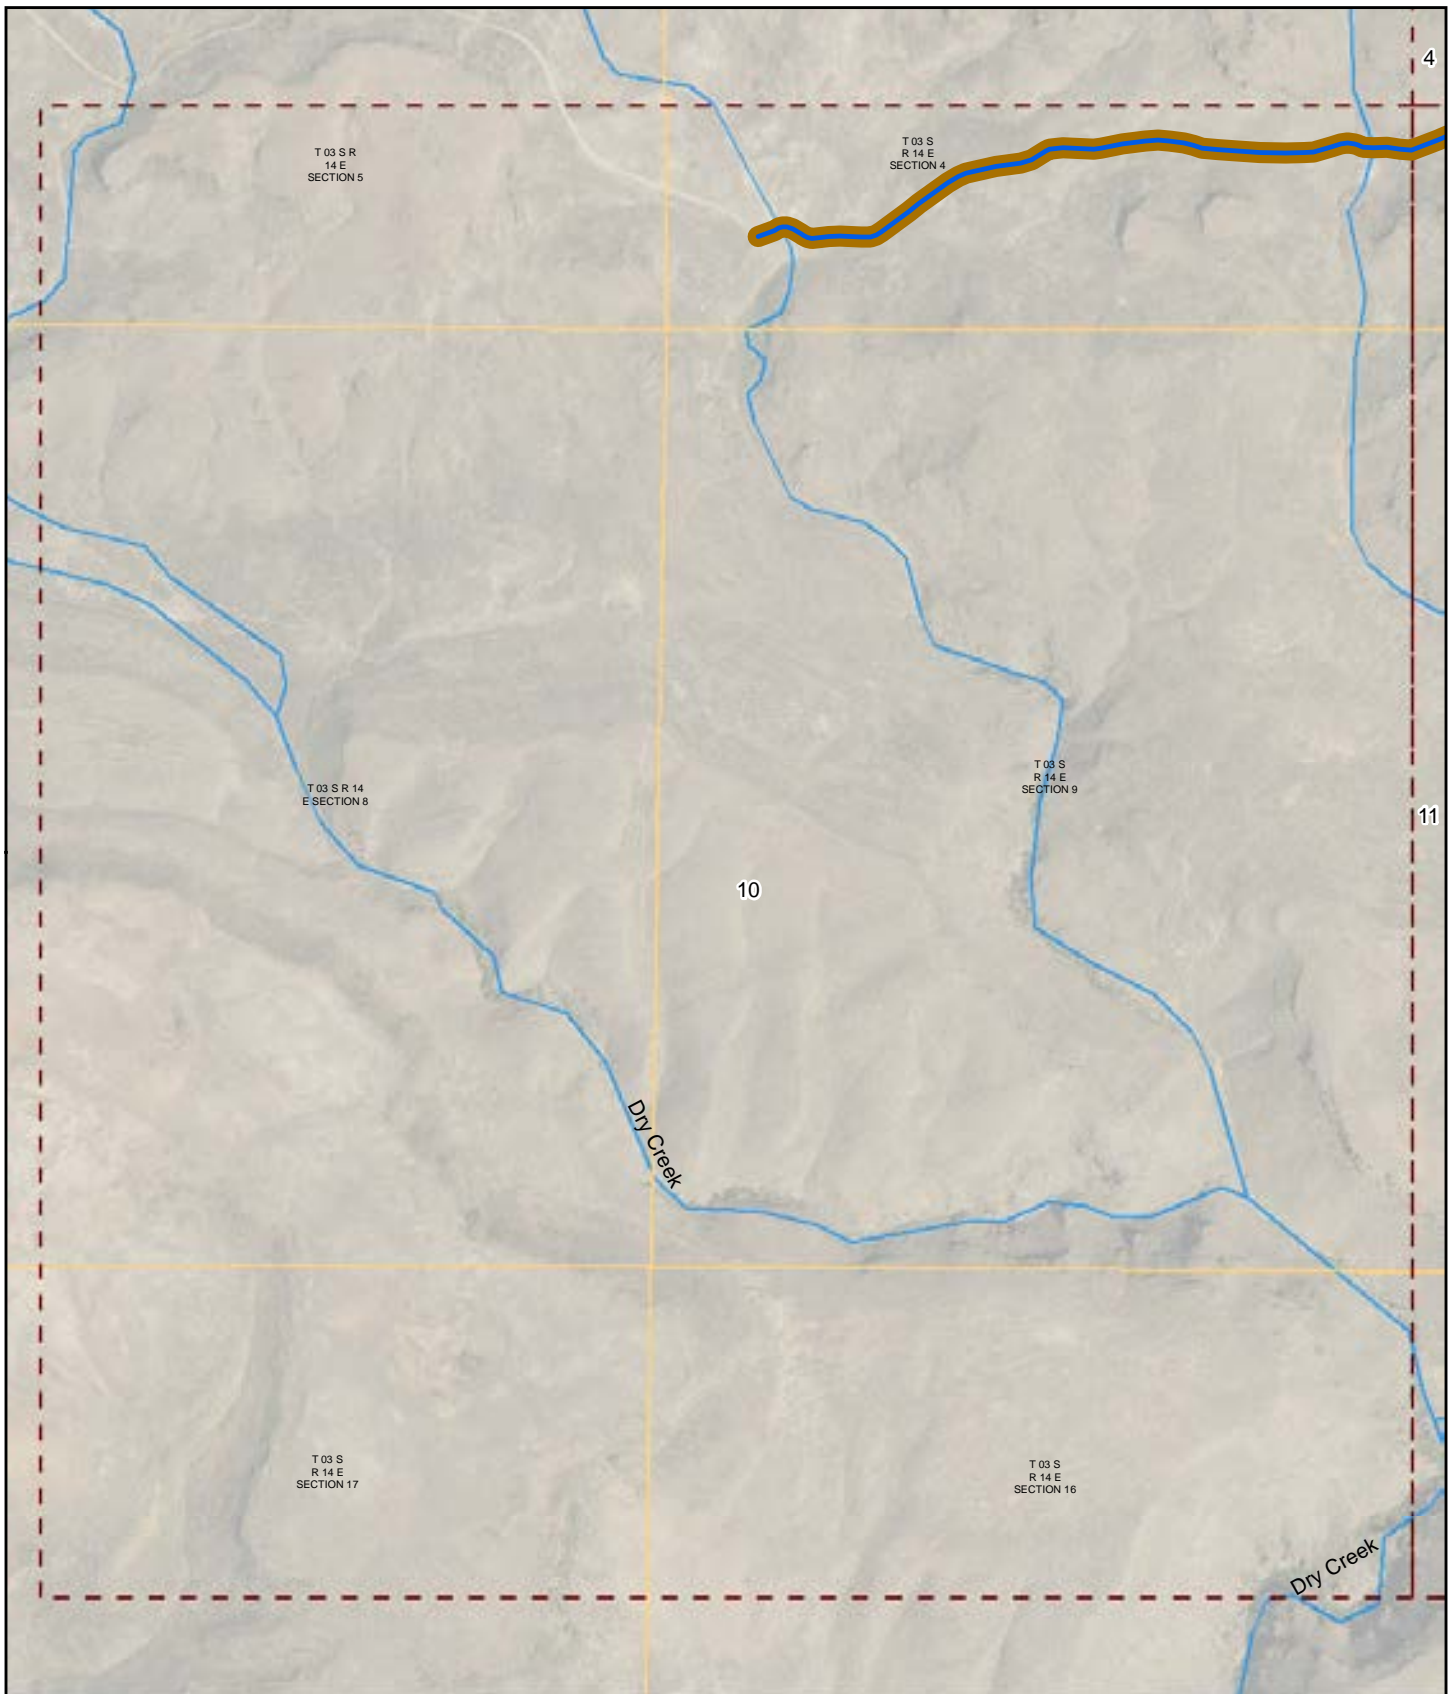 4
T 03 S R
14 E
SECTION 5
T 03 S
R 14 E
SECTION 4
T 03 S R 14
E SECTION 8
T 03 S
R 14 E
SECTION 9
11
10
Dry Creek
T 03 S
R 14 E
SECTION 17
T 03 S
R 14 E
SECTION 16
Dry Creek